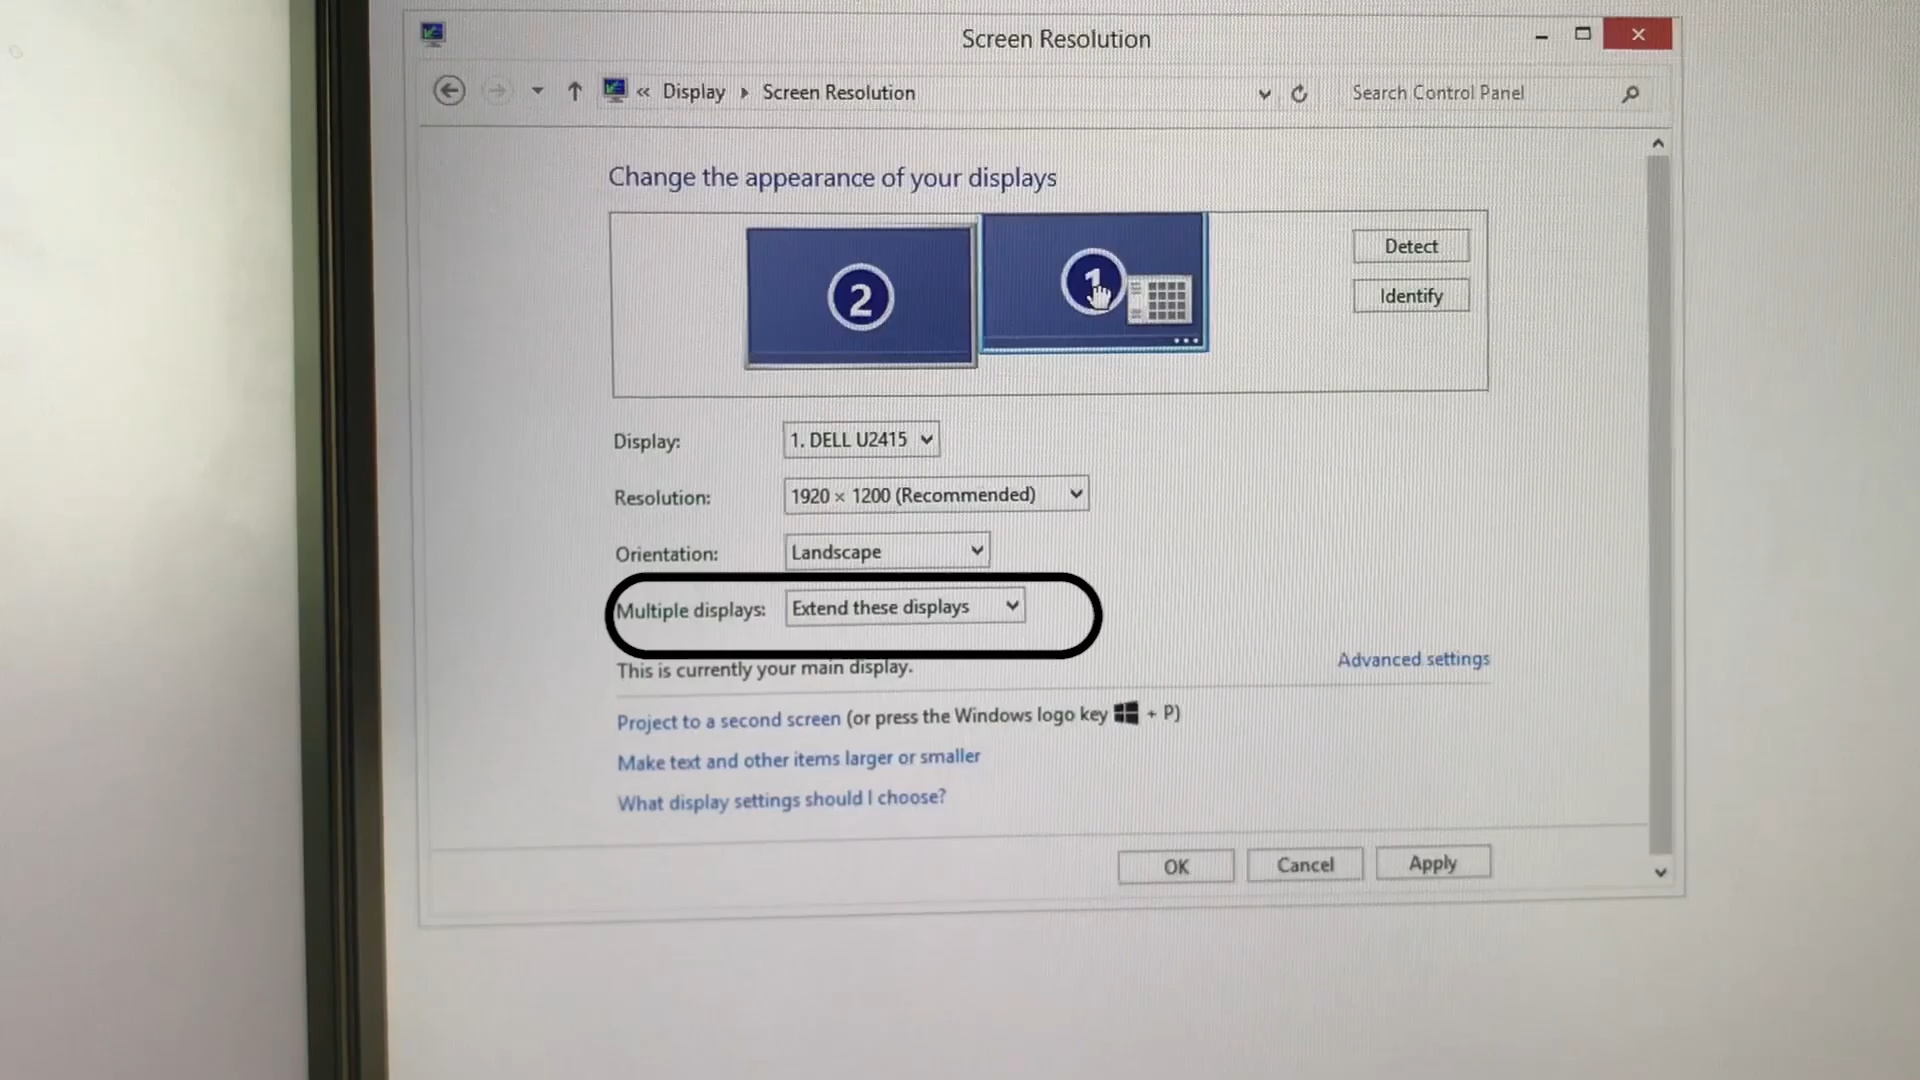 Screen Resolution
« Display Screen Resolution Search Control Panel
Change the appearance of your displays
2 1
Detect
Identify
Display: 1. DELL U2415
Resolution: 1920 × 1200 (Recommended)
Orientation: Landscape
Multiple displays: Extend these displays
This is currently your main display.
Advanced settings
Project to a second screen (or press the Windows logo key + P)
Make text and other items larger or smaller
What display settings should I choose?
OK Cancel Apply